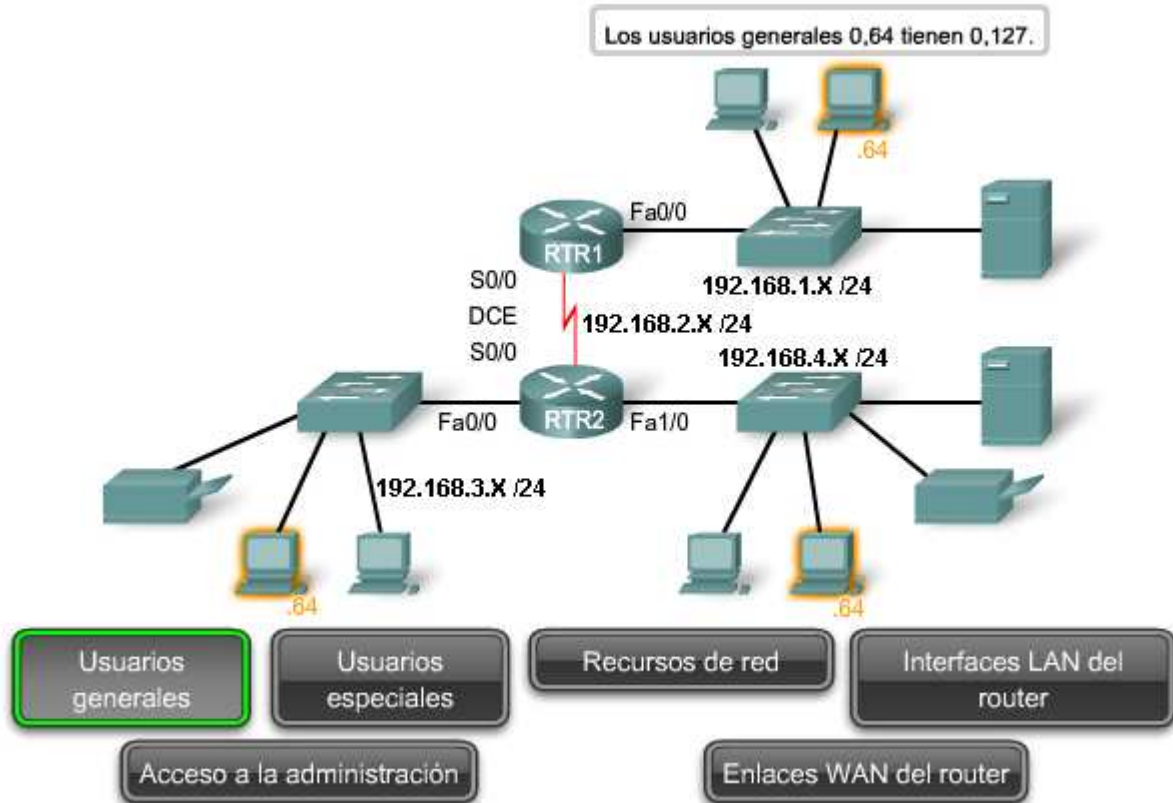 Los usuarios generales 0,64 tienen 0,127.
.64
Fa0/0
RTR1
S0/0
192.168.1.X /24
DCE
192.168.2.X /24
S0/0
192.168.4.X /24
Fa0/0
RTR2
Fa1/0
192.168.3.X /24
.64
.64
Usuarios
generales
Usuarios
especiales
Recursos de red
Interfaces LAN del
router
Acceso a la administración
Enlaces WAN del router